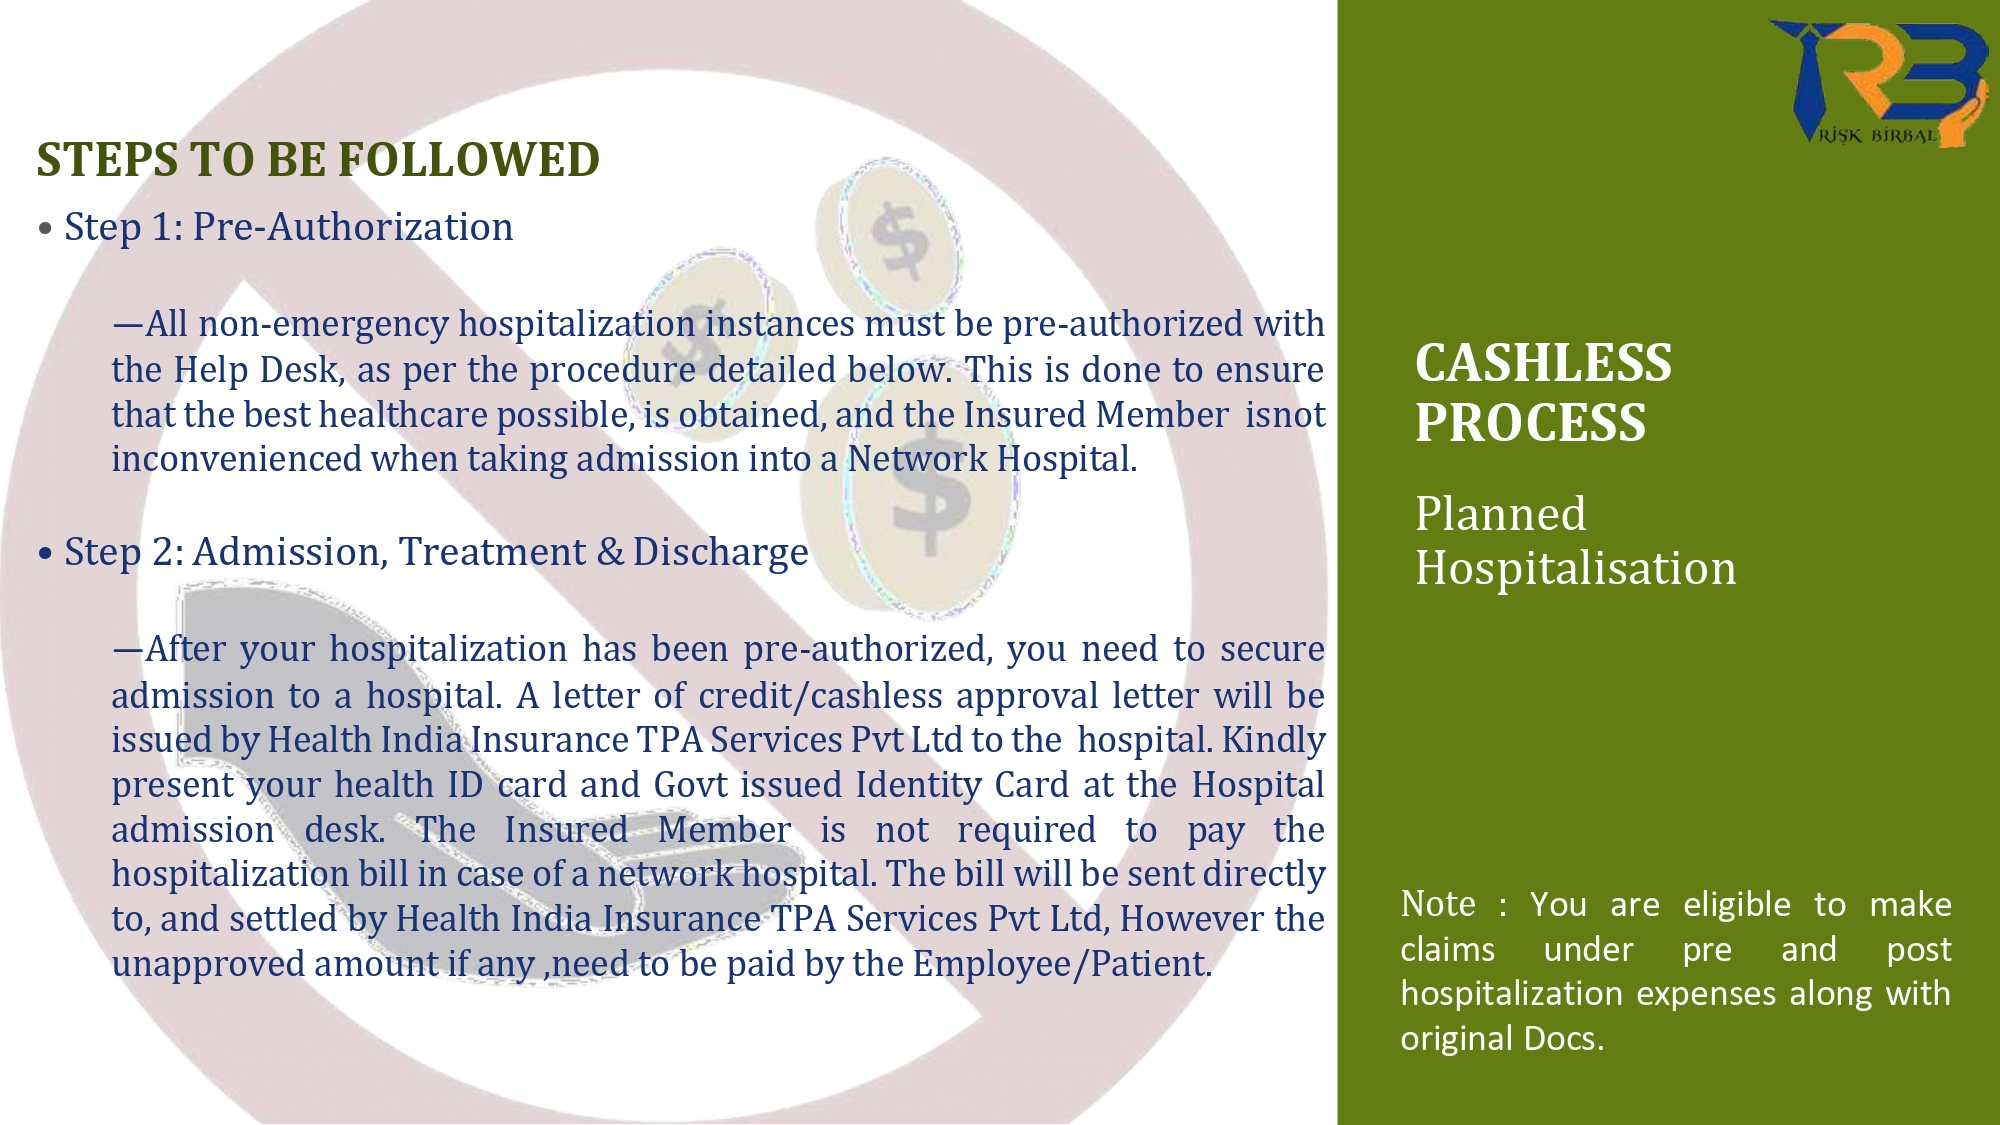 STEPS TO BE FOLLOWED
• Step 1: Pre-Authorization
—All non-emergency hospitalization instances must be pre-authorized with
the Help Desk, as per the procedure detailed below. This is done to ensure
that the best healthcare possible, is obtained, and the Insured Member isnot
inconvenienced when taking admission into a Network Hospital.
• Step 2: Admission, Treatment & Discharge
—After your hospitalization has been pre-authorized, you need to secure
admission to a hospital. A letter of credit/cashless approval letter will be
issued by Health India Insurance TPA Services Pvt Ltd to the hospital. Kindly
present your health ID card and Govt issued Identity Card at the Hospital
admission desk. The Insured Member is not required to pay the
hospitalization bill in case of a network hospital. The bill will be sent directly
to, and settled by Health India Insurance TPA Services Pvt Ltd, However the
unapproved amount if any ,need to be paid by the Employee/Patient.
RB
RISK BIRBAL
CASHLESS
PROCESS
Planned
Hospitalisation
Note : You are eligible to make
claims under pre and post
hospitalization expenses along with
original Docs.
$
$
$